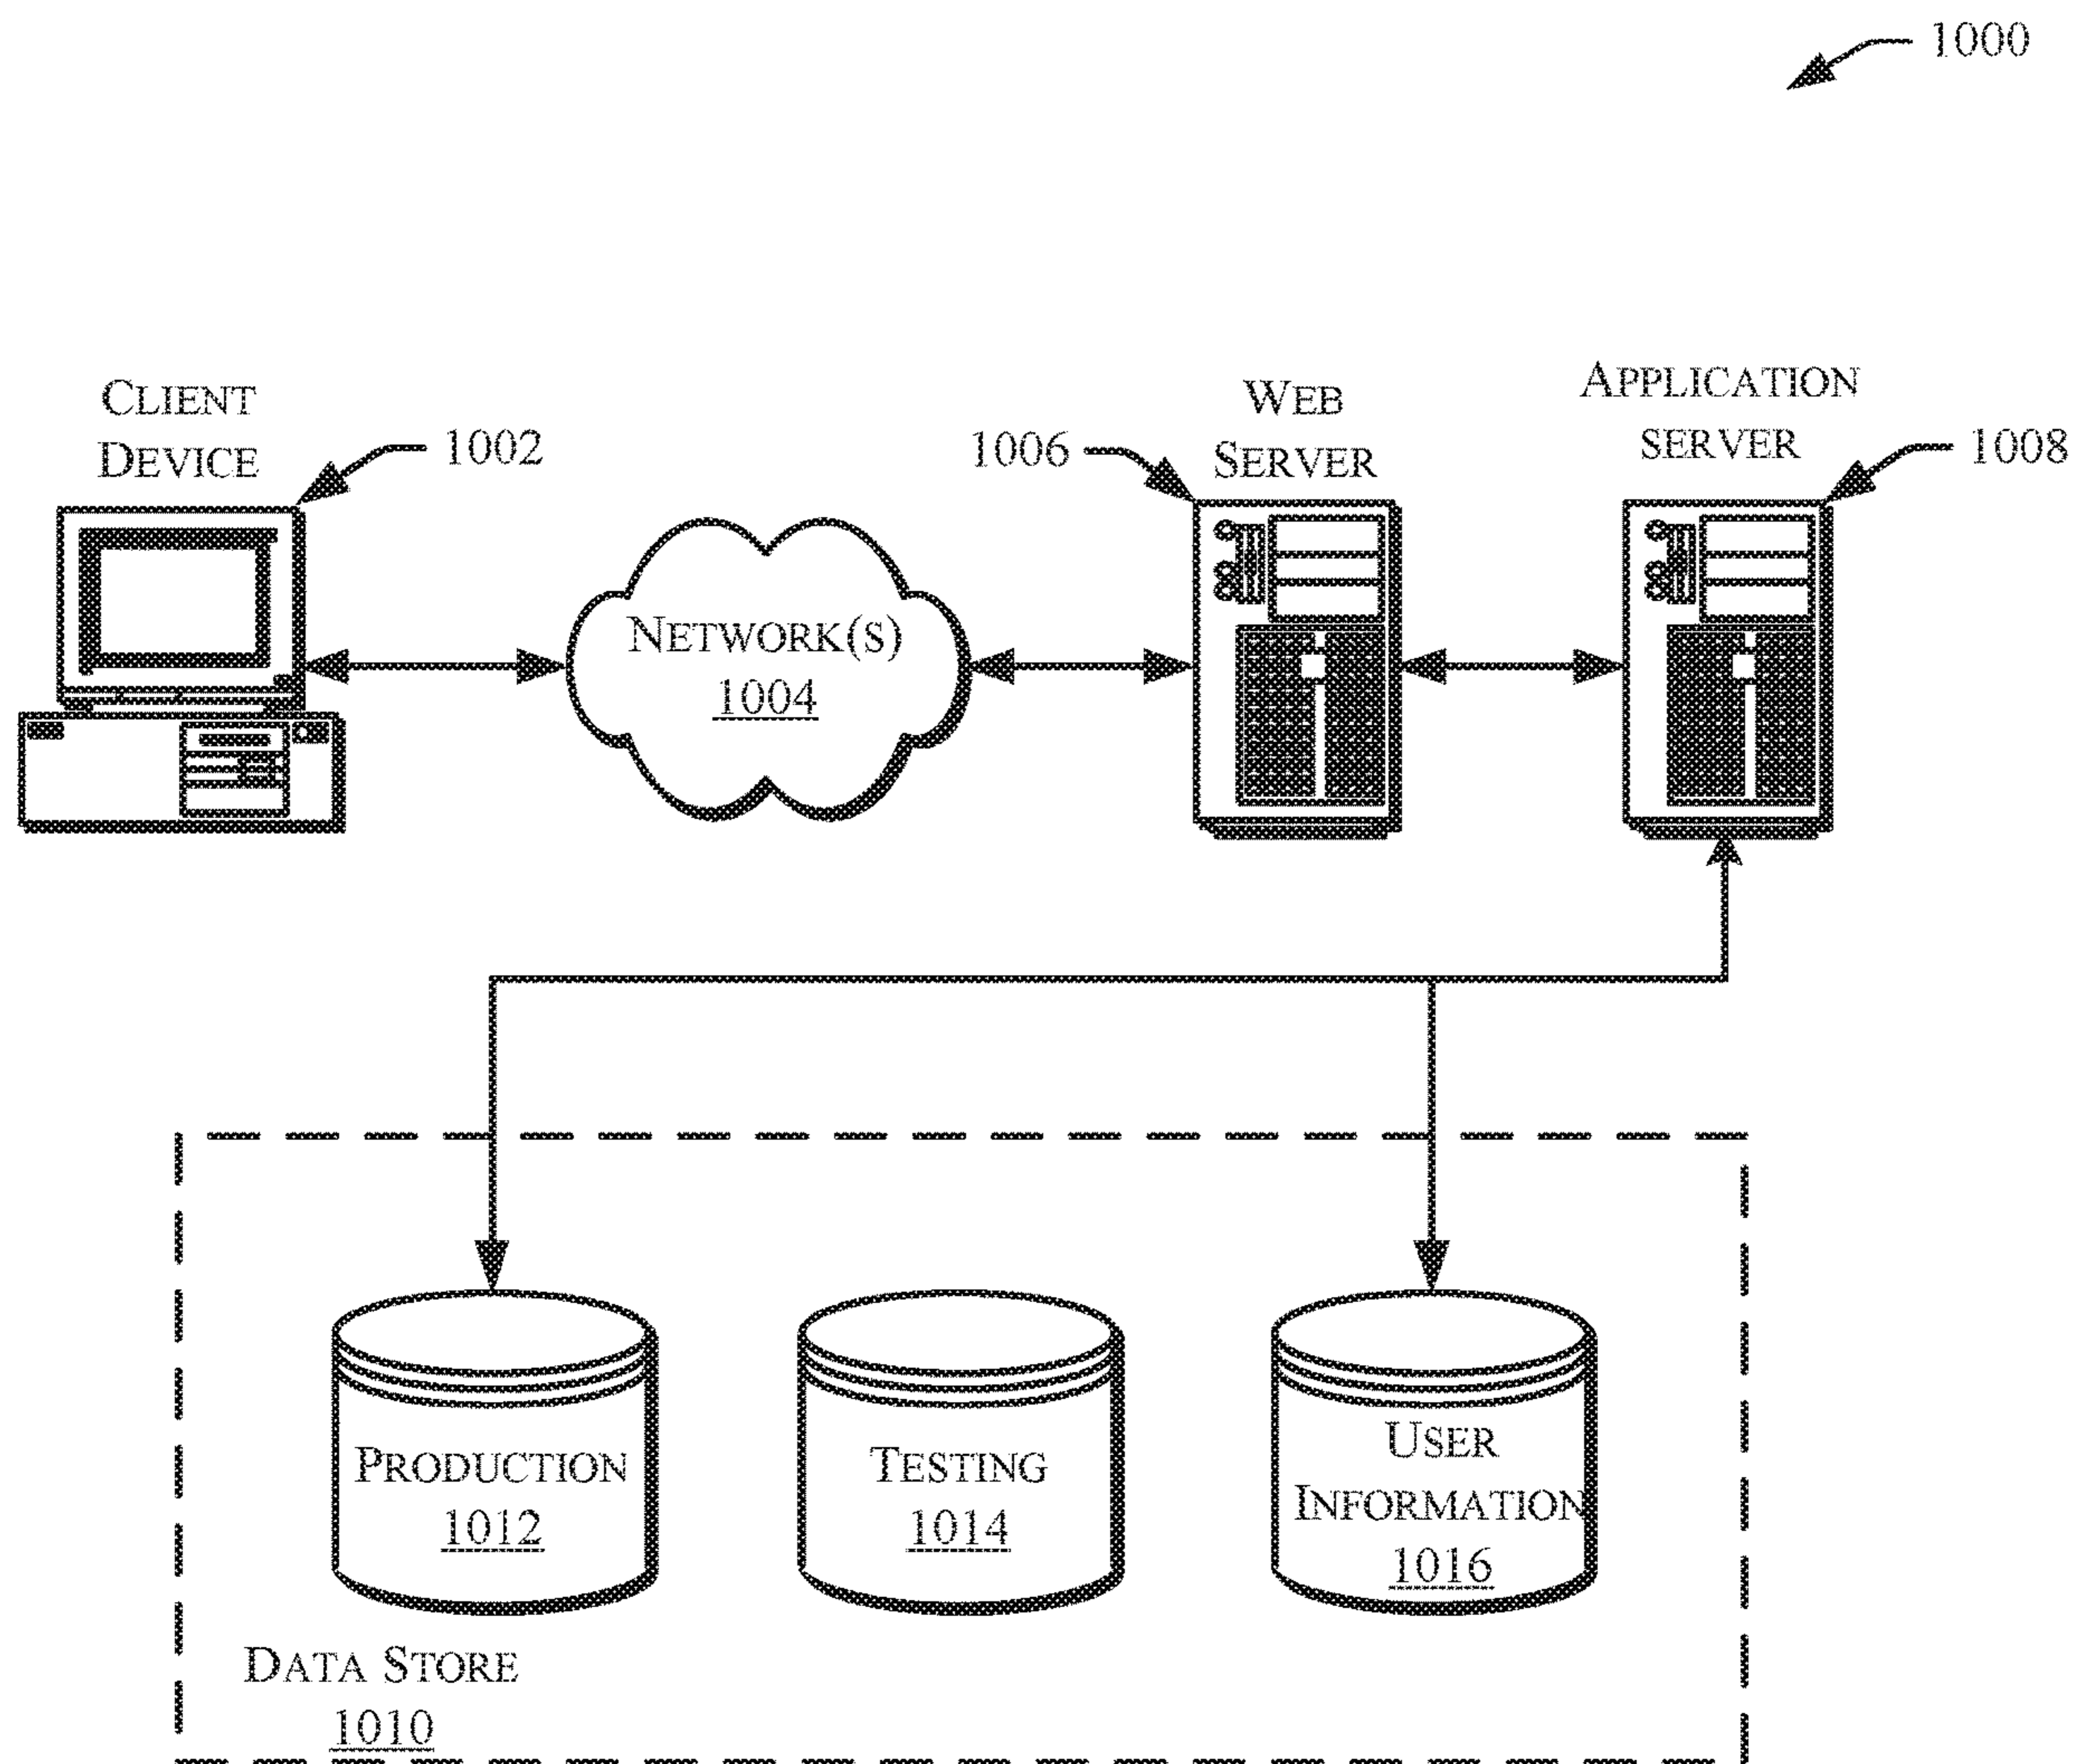 1000
CLIENT
DEVICE
1002
1006
WEB
SERVER
APPLICATION
SERVER
1008
NETWORK(S)
1004
PRODUCTION
1012
TESTING
1014
USER
INFORMATION
1016
DATA STORE
1010